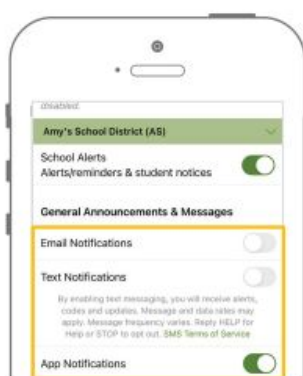 disabled.
Amy's School District (AS)
School Alerts
Alerts/reminders & student notices
General Announcements & Messages
Email Notifications
Text Notifications
By enabling text messaging, you will receive alerts,
codes and updates. Message and data rates may
apply. Message frequency varies. Reply HELP for
Help or STOP to opt out. SMS Terms of Service
App Notifications